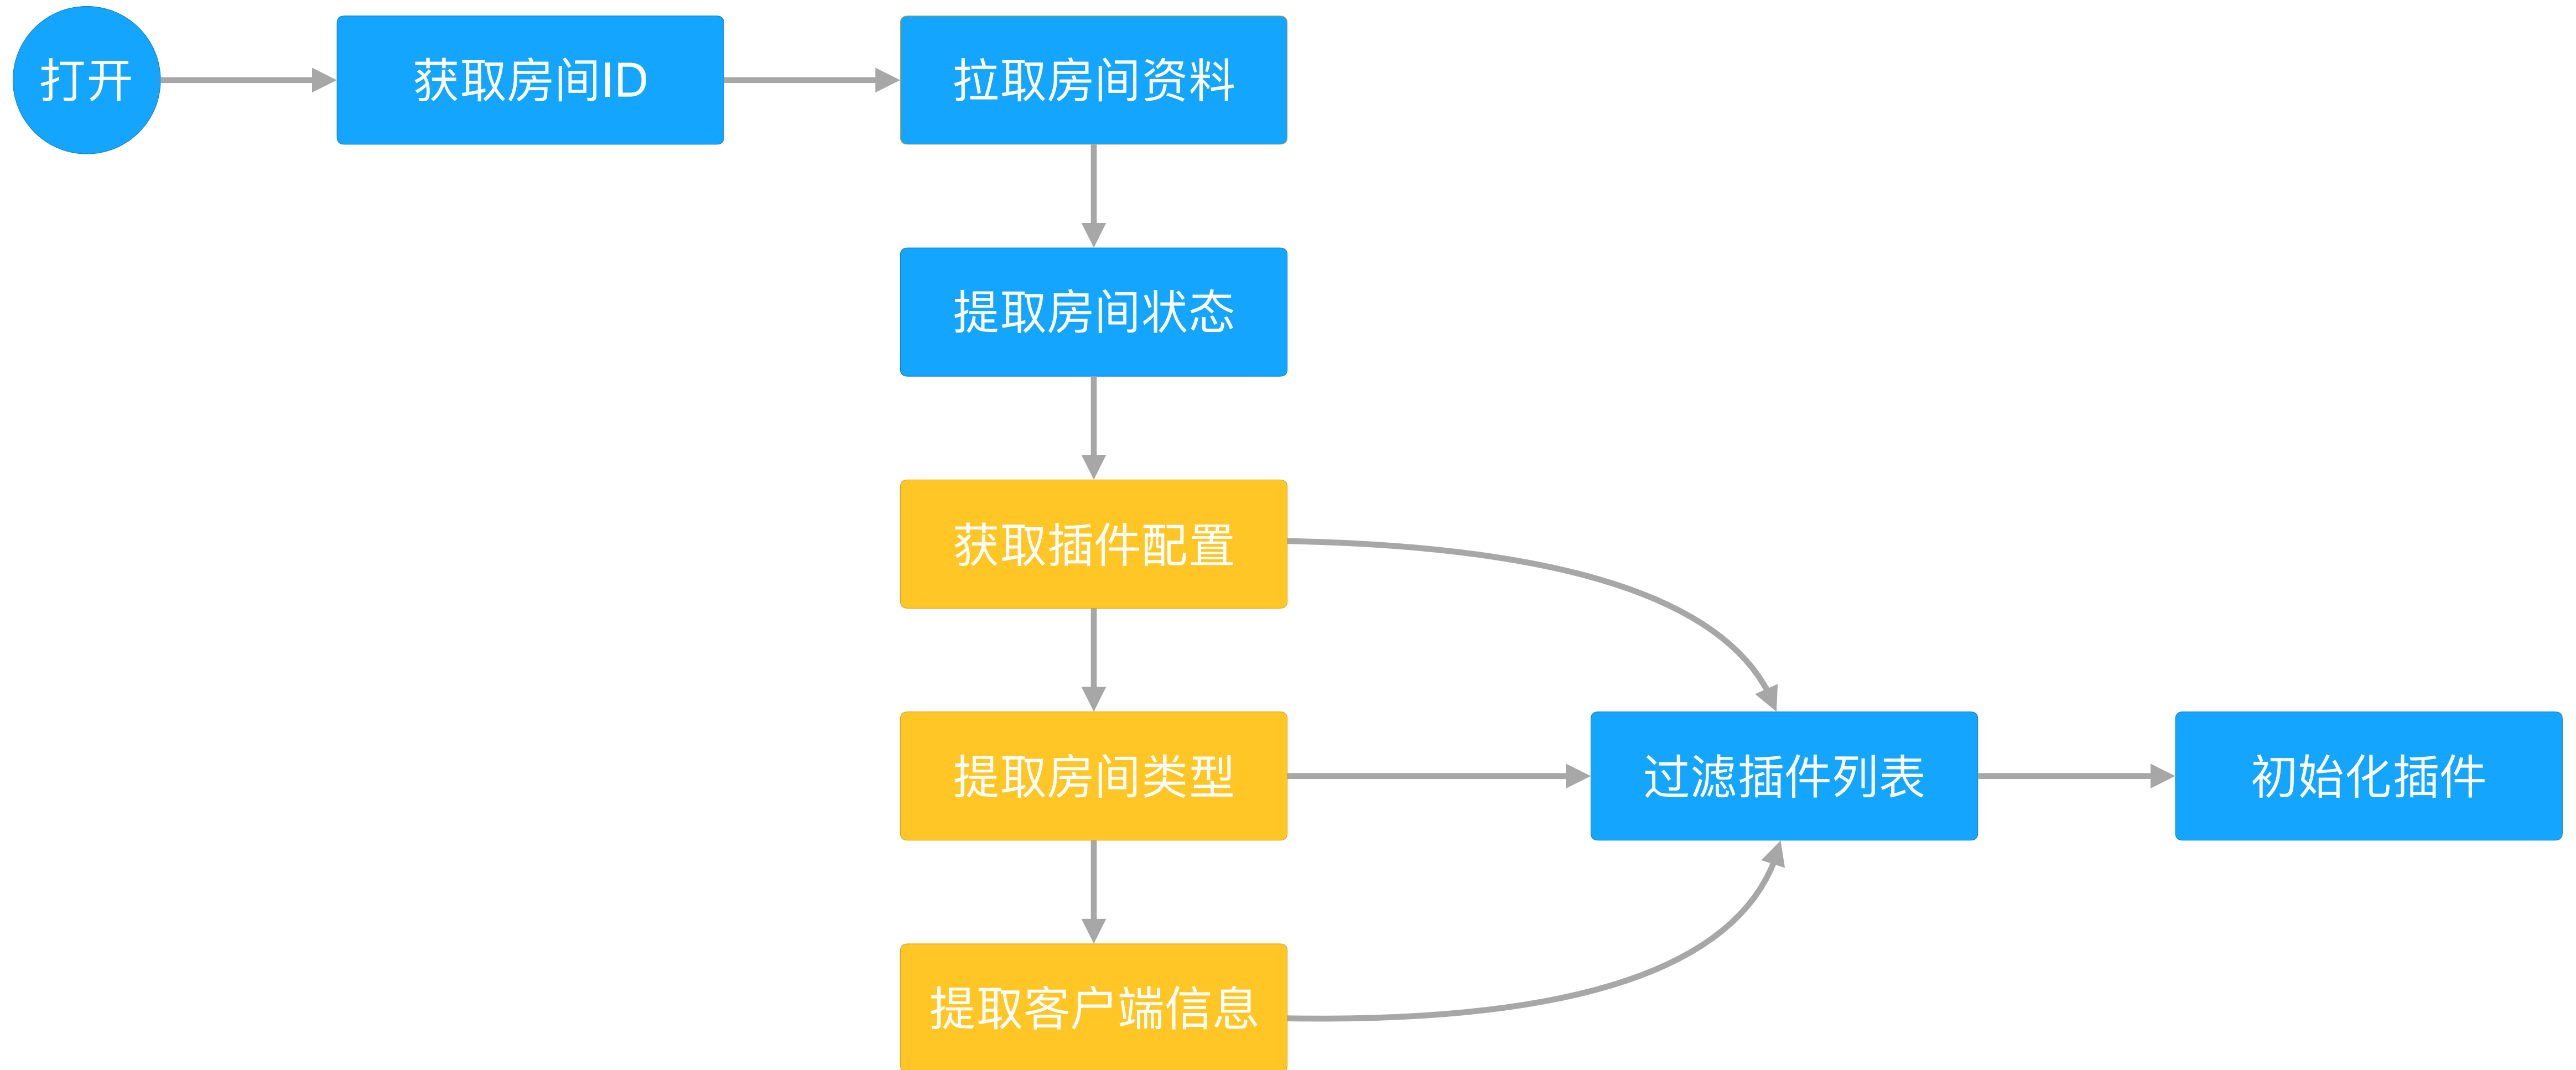 打开
获取房间ID
拉取房间资料
提取房间状态
获取插件配置
提取房间类型
过滤插件列表
初始化插件
提取客户端信息